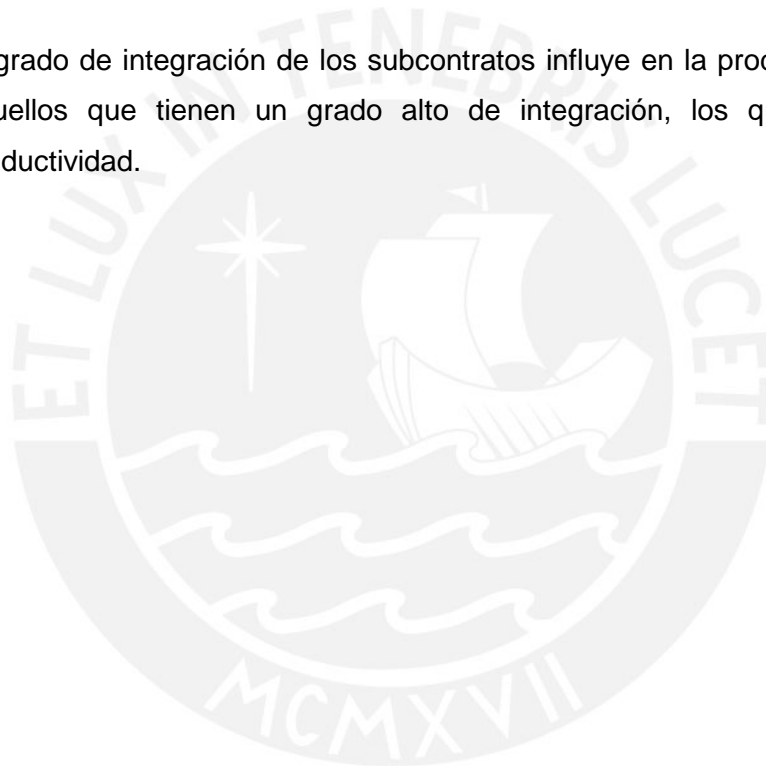 grado de integración de los subcontratos influye en la
uellos que tienen un grado alto de integración, los
ductividad.
ET LUX IN TENEBRIS LUCET
MCMXVII